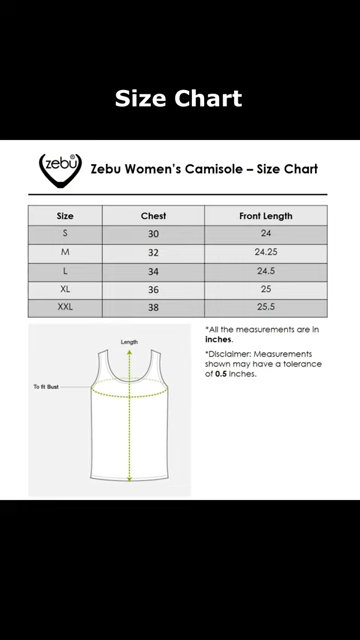 Size Chart
zebu®
Zebu Women's Camisole – Size Chart
Size Chest Front Length
S 30 24
M 32 24.25
L 34 24.5
XL 36 25
XXL 38 25.5
*All the measurements are in
inches.
*Disclaimer: Measurements
shown may have a tolerance
of 0.5 inches.
Length
To fit Bust